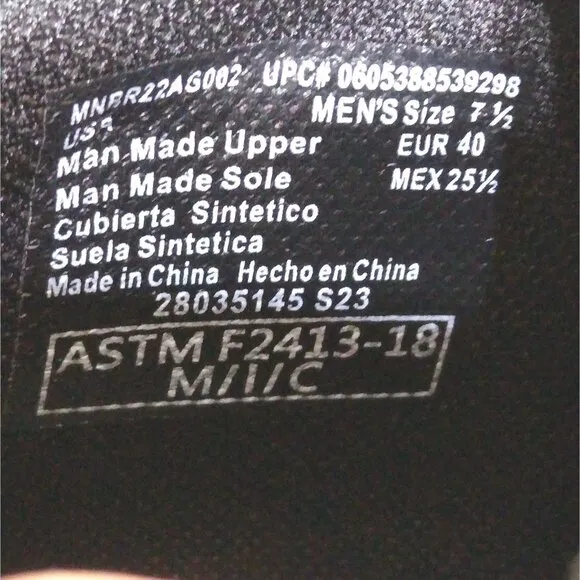 MNBR22AG002 UPC# 0605388539298
USA MEN'S Size 7 ½
Man Made Upper EUR 40
Man Made Sole MEX 25½
Cubierta Sintetico
Suela Sintetica
Made in China Hecho en China
28035145 S23
ASTM F2413-18
M/I/C